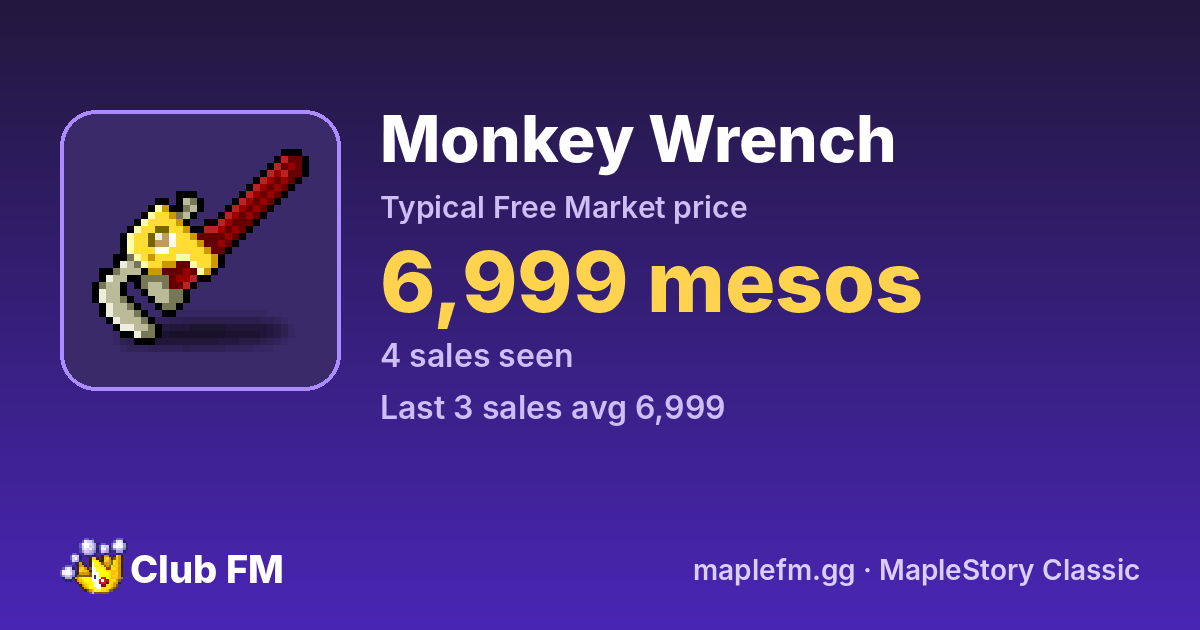 Monkey Wrench
Typical Free Market price
6,999 mesos
4 sales seen
Last 3 sales avg 6,999
Club FM
maplefm.gg · MapleStory Classic